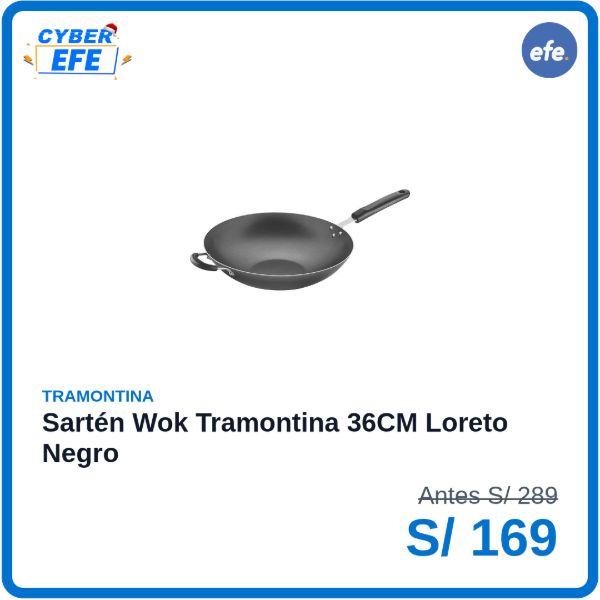 CYBER
EFE
efe.
TRAMONTINA
Sartén Wok Tramontina 36CM Loreto
Negro
Antes S/ 289
S/ 169